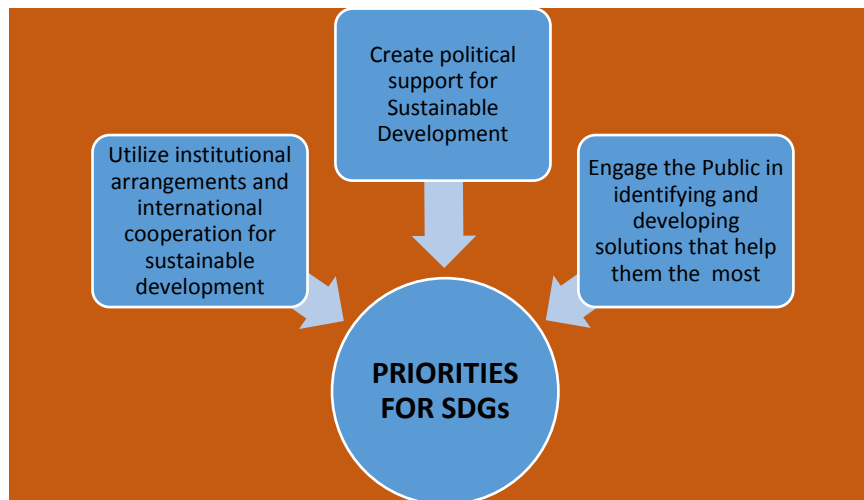 Create political
support for
Sustainable
Development
Utilize institutional
arrangements and
international
cooperation for
sustainable
development
Engage the Public in
identifying and
developing
solutions that help
them the  most
PRIORITIES
FOR SDGs